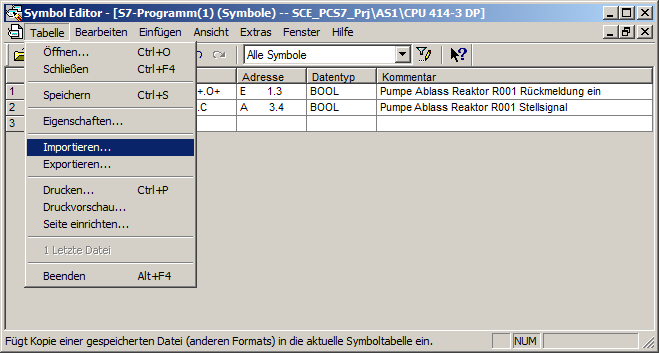 Symbol Editor - [S7-Programm(1) (Symbole) -- SCE_PCS7_Prj\AS1\CPU 414-3 DP]
Tabelle Bearbeiten Einfügen Ansicht Extras Fenster Hilfe
Alle Symbole
Adresse Datentyp Kommentar
1 +.O+ E 1.3 BOOL Pumpe Ablass Reaktor R001 Rückmeldung ein
2 .C A 3.4 BOOL Pumpe Ablass Reaktor R001 Stellsignal
3
Öffnen... Ctrl+O
Schließen Ctrl+F4
Speichern Ctrl+S
Eigenschaften...
Importieren...
Exportieren...
Drucken... Ctrl+P
Druckvorschau...
Seite einrichten...
1 Letzte Datei
Beenden Alt+F4
Fügt Kopie einer gespeicherten Datei (anderen Formats) in die aktuelle Symboltabelle ein. NUM